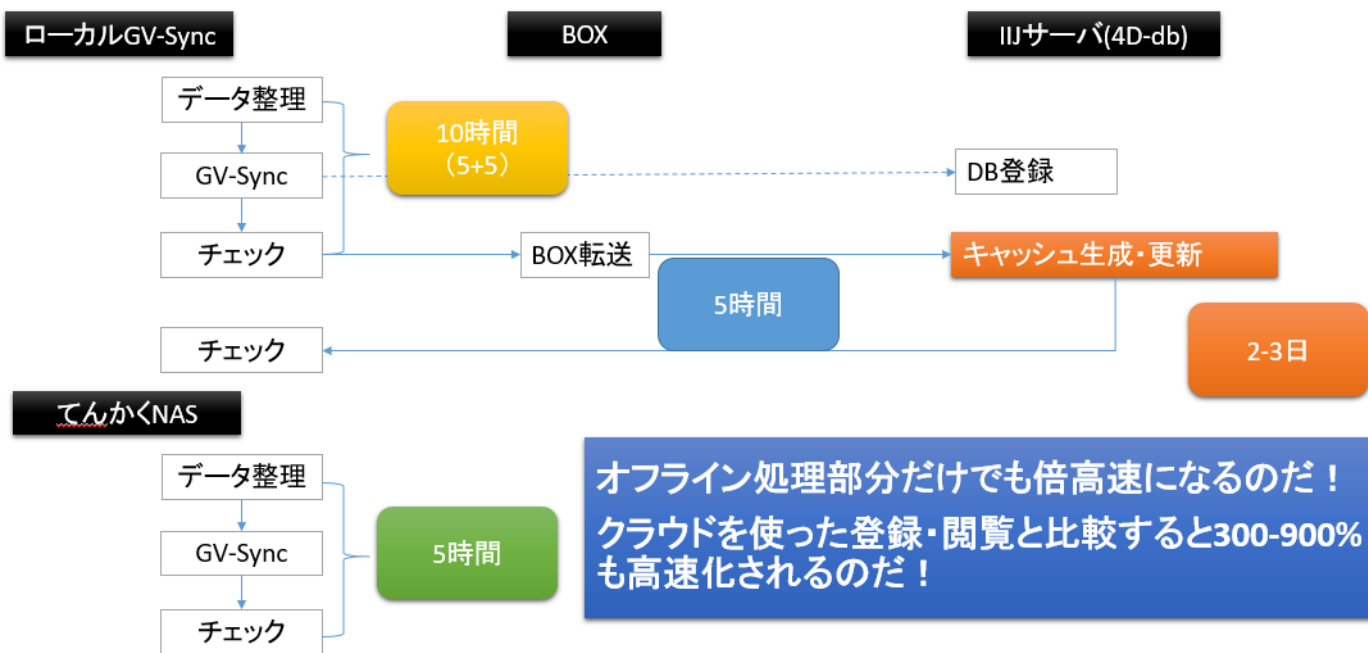 ローカルGV-Sync
BOX
IIJサーバ(4D-db)
データ整理
10時間
（5+5）
GV-Sync
DB登録
チェック
BOX転送
キャッシュ生成・更新
5時間
チェック
2-3日
てんかくNAS
データ整理
GV-Sync
5時間
チェック
オフライン処理部分だけでも倍高速になるのだ！
クラウドを使った登録・閲覧と比較すると300-900%
も高速化されるのだ！